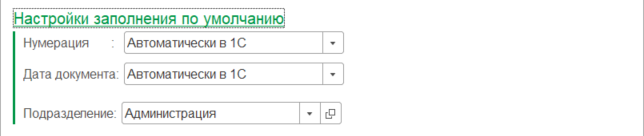 Настройки заполнения по умолчанию
Нумерация : Автоматически в 1С
Дата документа: Автоматически в 1С
Подразделение: Администрация